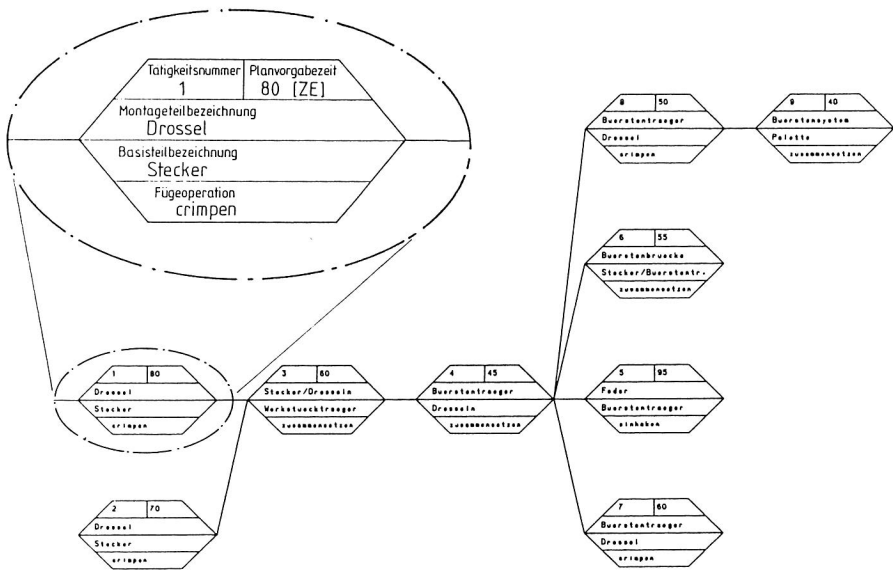 Tätigkeitsnummer Planvorgabezeit
1 80 [ZE]
Montageteilbezeichnung
Drossel
Basisteilbezeichnung
Stecker
Fügeoperation
crimpen
8 50
Buerstentraeger
Drossel
crimpen
9 40
Buerstensystem
Palette
zusammensetzen
6 55
Buerstenbruecke
Stecker/Buerstentr.
zusammensetzen
1 80
Drossel
Stecker
crimpen
3 60
Stecker/Drosseln
Werkstuecktraeger
zusammensetzen
4 45
Buerstentraeger
Drosseln
zusammensetzen
5 95
Feder
Buerstentraeger
einhaken
2 70
Drossel
Stecker
crimpen
7 60
Buerstentraeger
Drossel
crimpen